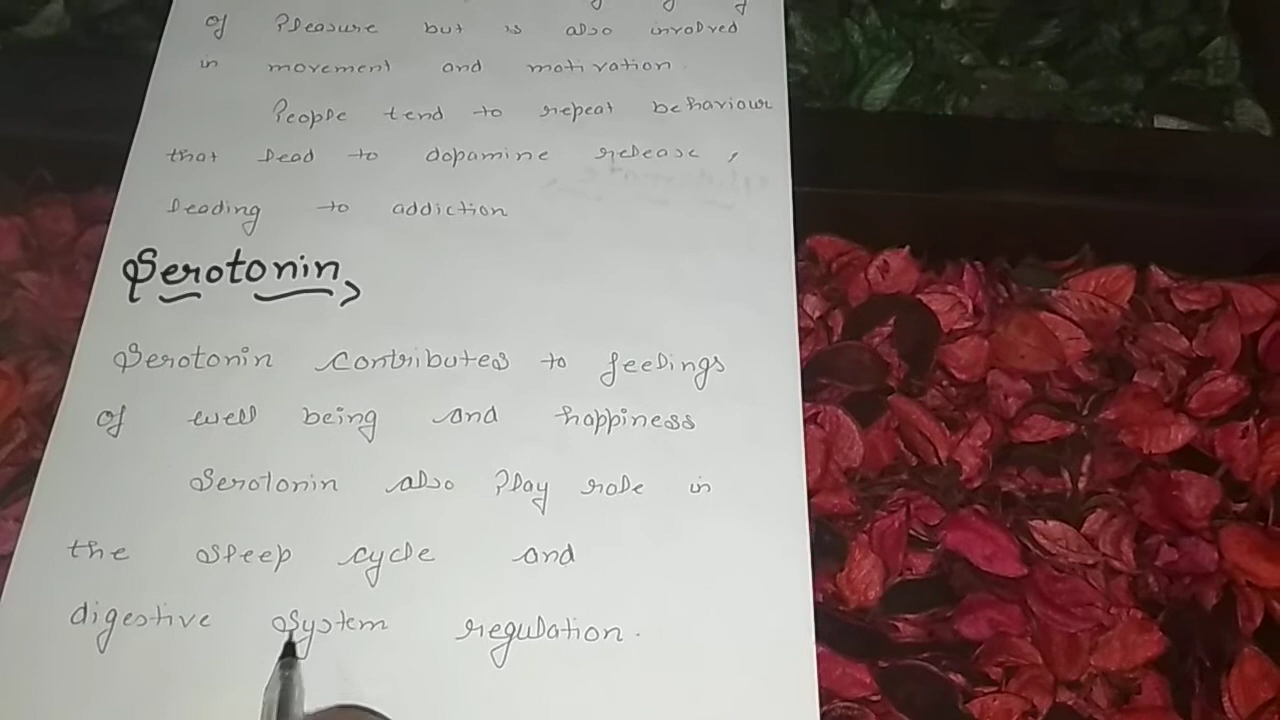 of Pleasure but is also involved
in movement and motivation.
People tend to repeat behaviour
that lead to dopamine release,
leading to addiction
Serotonin,
Serotonin contributes to feelings
of well being and happiness
Serotonin also Play role in
the sleep cycle and
digestive system regulation.